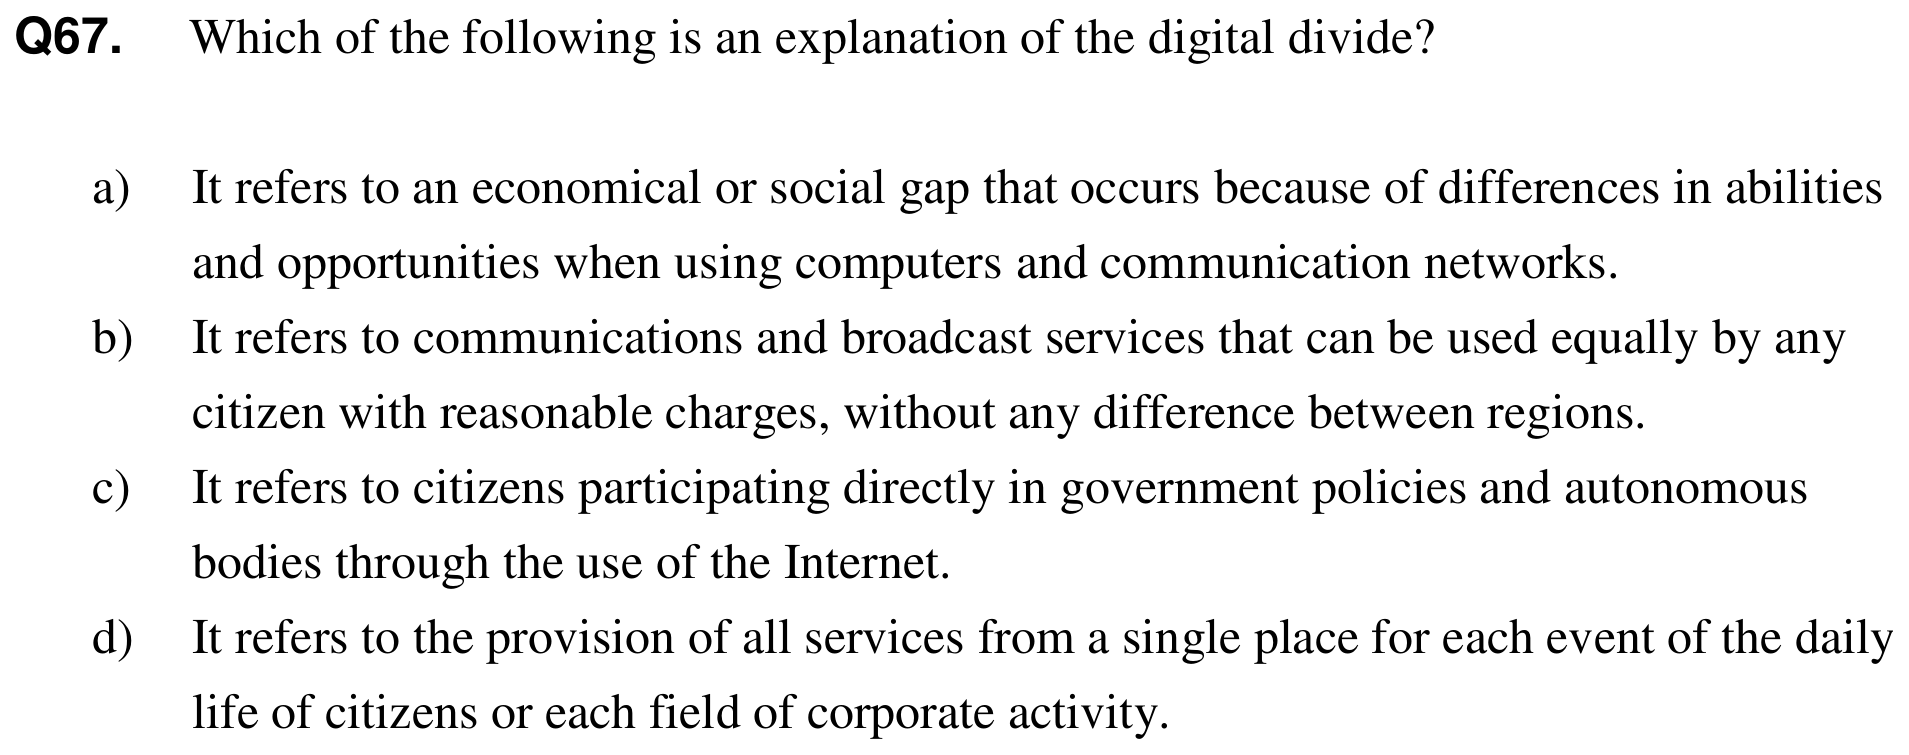 Q67. Which of the following is an explanation of the digital divide?
a) It refers to an economical or social gap that occurs because of differences in abilities
and opportunities when using computers and communication networks.
b) It refers to communications and broadcast services that can be used equally by any
citizen with reasonable charges, without any difference between regions.
c) It refers to citizens participating directly in government policies and autonomous
bodies through the use of the Internet.
d) It refers to the provision of all services from a single place for each event of the daily
life of citizens or each field of corporate activity.